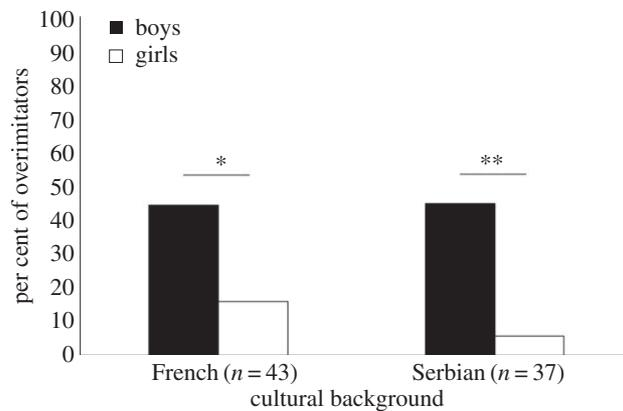 per cent of overimitators
100
90
80
70
60
50
40
30
20
10
0
boys
girls
*
**
French (n = 43)
Serbian (n = 37)
cultural background